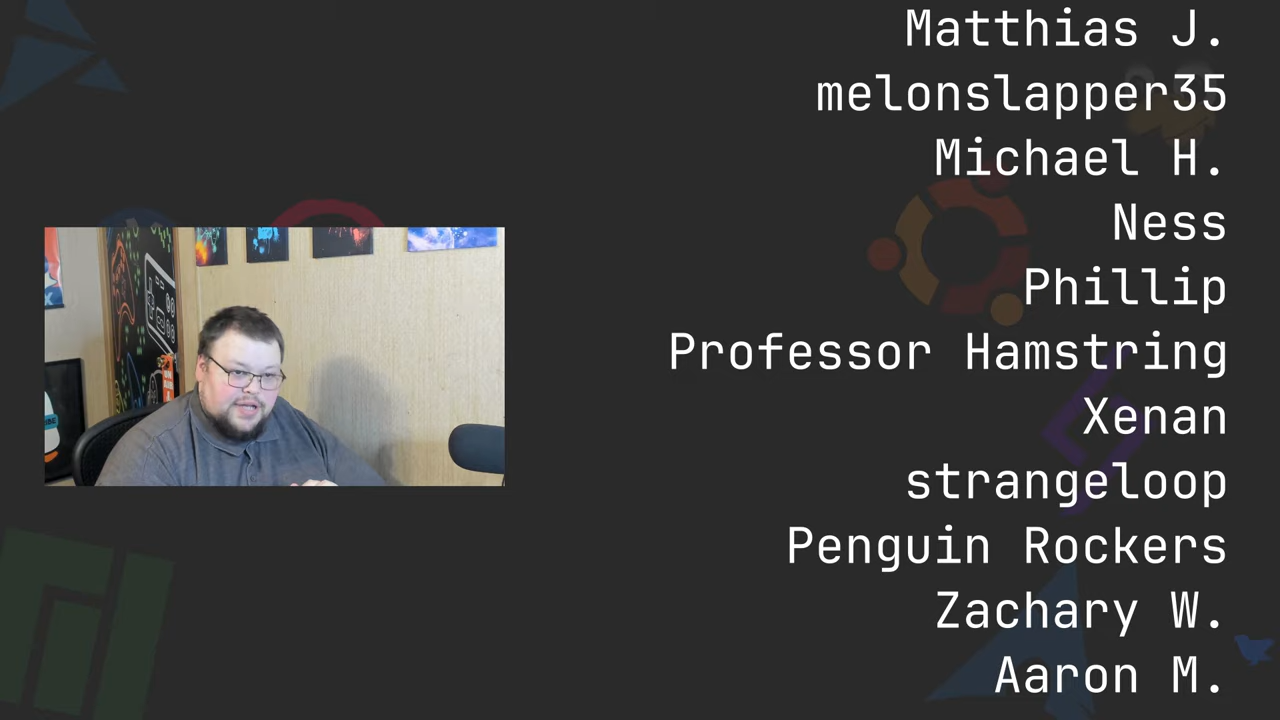 Matthias J.
melonslapper35
Michael H.
Ness
Phillip
Professor Hamstring
Xenan
strangeloop
Penguin Rockers
Zachary W.
Aaron M.